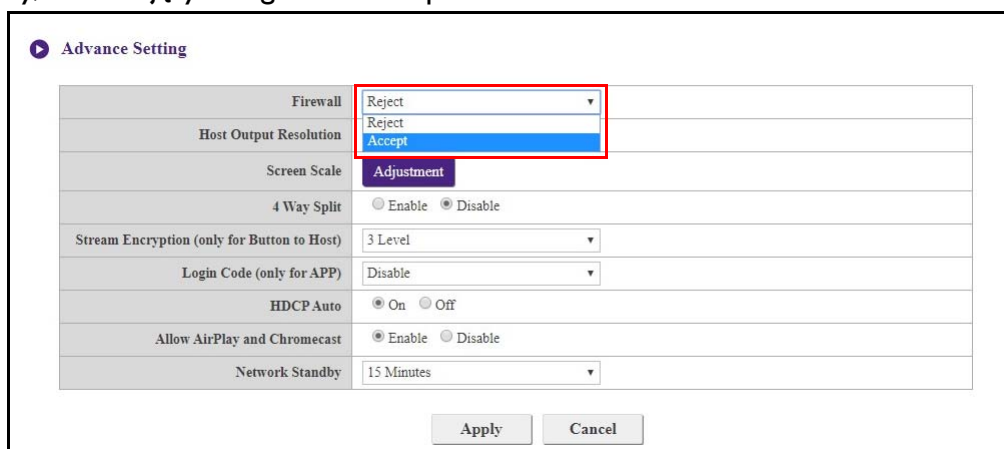 Advance Setting
Firewall Reject
Reject
Accept
Host Output Resolution
Screen Scale Adjustment
4 Way Split Enable Disable
Stream Encryption (only for Button to Host) 3 Level
Login Code (only for APP) Disable
HDCP Auto On Off
Allow AirPlay and Chromecast Enable Disable
Network Standby 15 Minutes
Apply Cancel